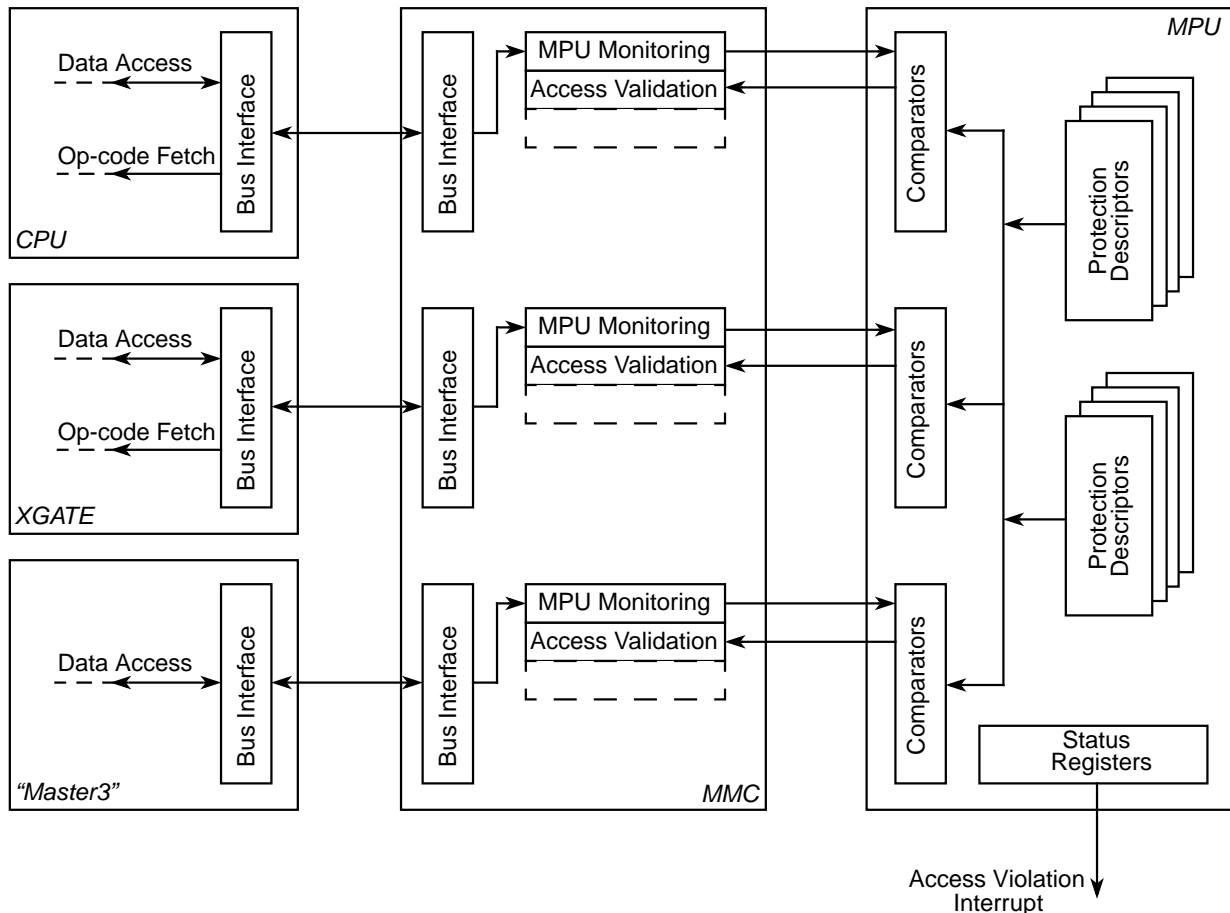 MPU
Data Access
Op-code Fetch
Bus Interface
CPU
Bus Interface
MPU Monitoring
Access Validation
Comparators
Protection
Descriptors
Data Access
Op-code Fetch
Bus Interface
XGATE
Bus Interface
MPU Monitoring
Access Validation
Comparators
Protection
Descriptors
Data Access
Bus Interface
“Master3”
Bus Interface
MPU Monitoring
Access Validation
MMC
Comparators
Status
Registers
Access Violation
Interrupt